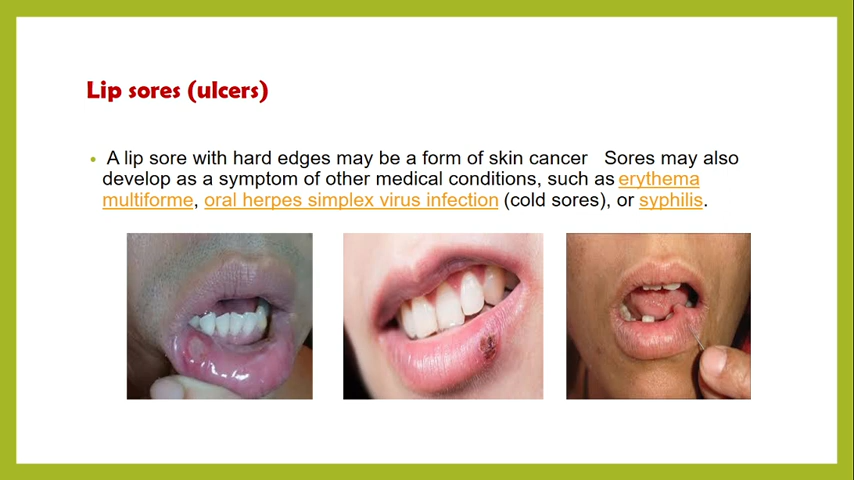 Lip sores (ulcers)
• A lip sore with hard edges may be a form of skin cancer   Sores may also
develop as a symptom of other medical conditions, such as erythema
multiforme, oral herpes simplex virus infection (cold sores), or syphilis.